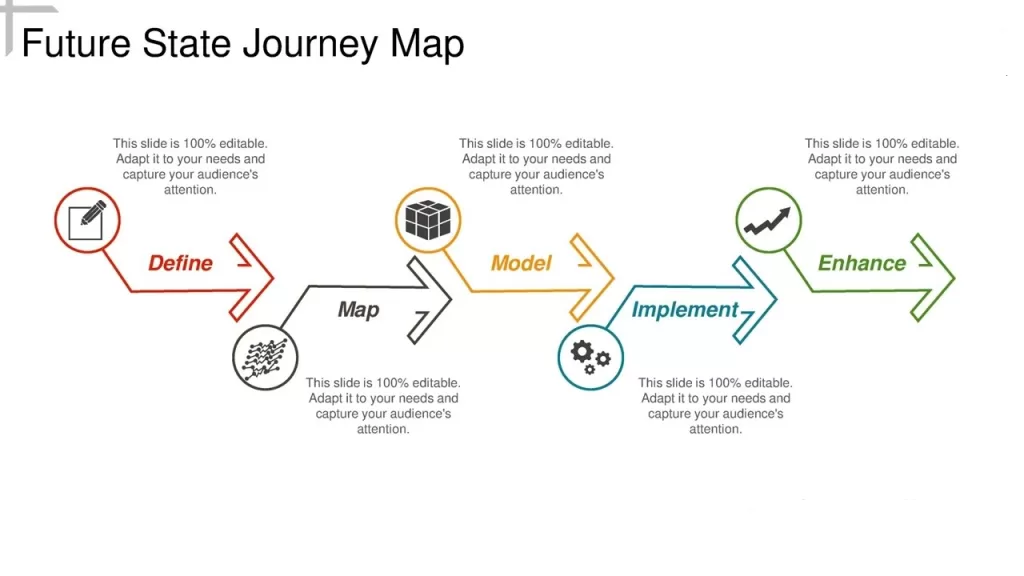 Future State Journey Map
This slide is 100% editable.
Adapt it to your needs and
capture your audience's
attention.
Define
Map
This slide is 100% editable.
Adapt it to your needs and
capture your audience's
attention.
This slide is 100% editable.
Adapt it to your needs and
capture your audience's
attention.
Model
Implement
This slide is 100% editable.
Adapt it to your needs and
capture your audience's
attention.
This slide is 100% editable.
Adapt it to your needs and
capture your audience's
attention.
Enhance